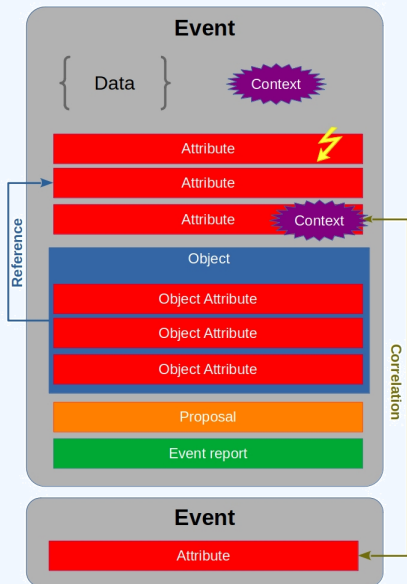 Event
{ Data }
Context
Attribute
Attribute
Attribute
Context
Reference
Object
Object Attribute
Object Attribute
Object Attribute
Correlation
Proposal
Event report
Event
Attribute